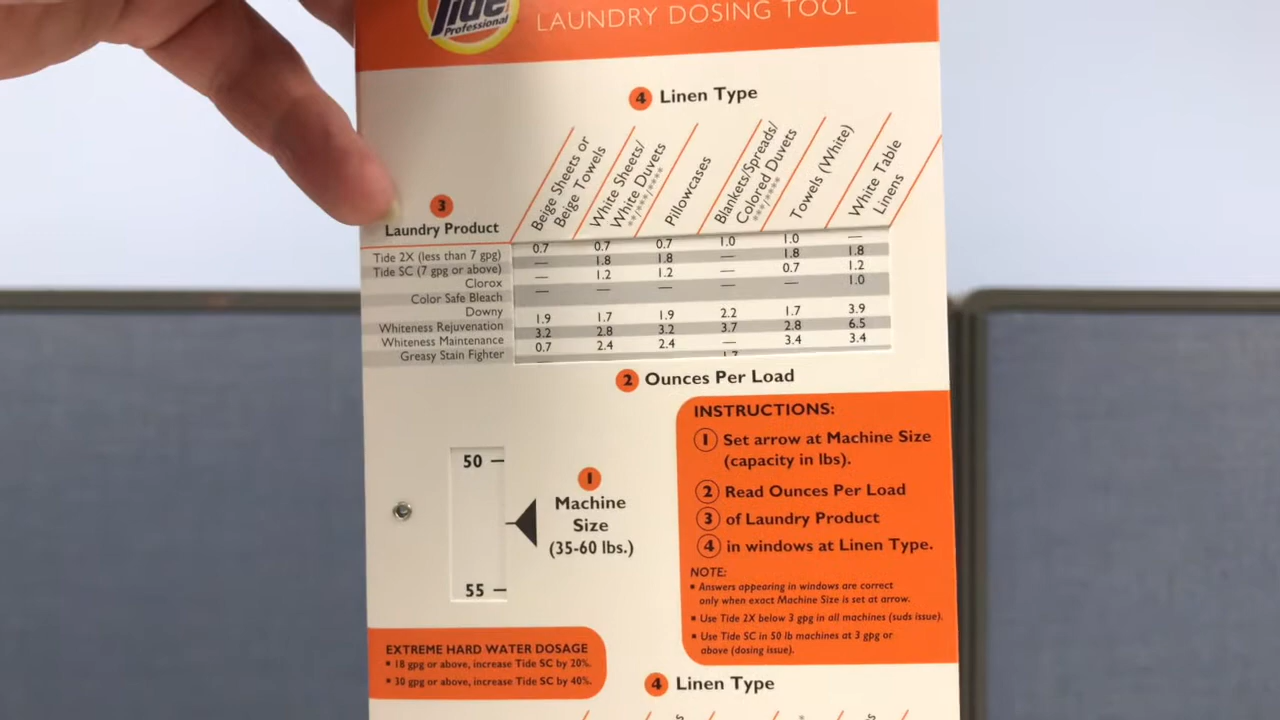 Tide
Professional
LAUNDRY DOSING TOOL
4 Linen Type
Beige Sheets or
Beige Towels
White Sheets/
White Duvets
**/***/****
Pillowcases
Blankets/Spreads/
Colored Duvets
***/****
Towels (White)
White Table
Linens
3
Laundry Product
Tide 2X (less than 7 gpg)
Tide SC (7 gpg or above)
Clorox
Color Safe Bleach
Downy
Whiteness Rejuvenation
Whiteness Maintenance
Greasy Stain Fighter
0.7 0.7 0.7 1.0 1.0 —
— 1.8 1.8 — 1.8 1.8
— 1.2 1.2 — 0.7 1.2
— — — — — 1.0
1.9 1.7 1.9 2.2 1.7 3.9
3.2 2.8 3.2 3.7 2.8 6.5
0.7 2.4 2.4 — 3.4 3.4
2 Ounces Per Load
50 —
55 —
1
Machine
Size
(35-60 lbs.)
INSTRUCTIONS:
1 Set arrow at Machine Size
(capacity in lbs).
2 Read Ounces Per Load
3 of Laundry Product
4 in windows at Linen Type.
NOTE:
▪ Answers appearing in windows are correct
only when exact Machine Size is set at arrow.
▪ Use Tide 2X below 3 gpg in all machines (suds issue).
▪ Use Tide SC in 50 lb machines at 3 gpg or
above (dosing issue).
EXTREME HARD WATER DOSAGE
▪ 18 gpg or above, increase Tide SC by 20%.
▪ 30 gpg or above, increase Tide SC by 40%.
4 Linen Type